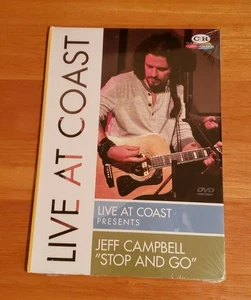 LIVE AT COAST
DVD
LIVE AT COAST
PRESENTS
JEFF CAMPBELL
"STOP AND GO"